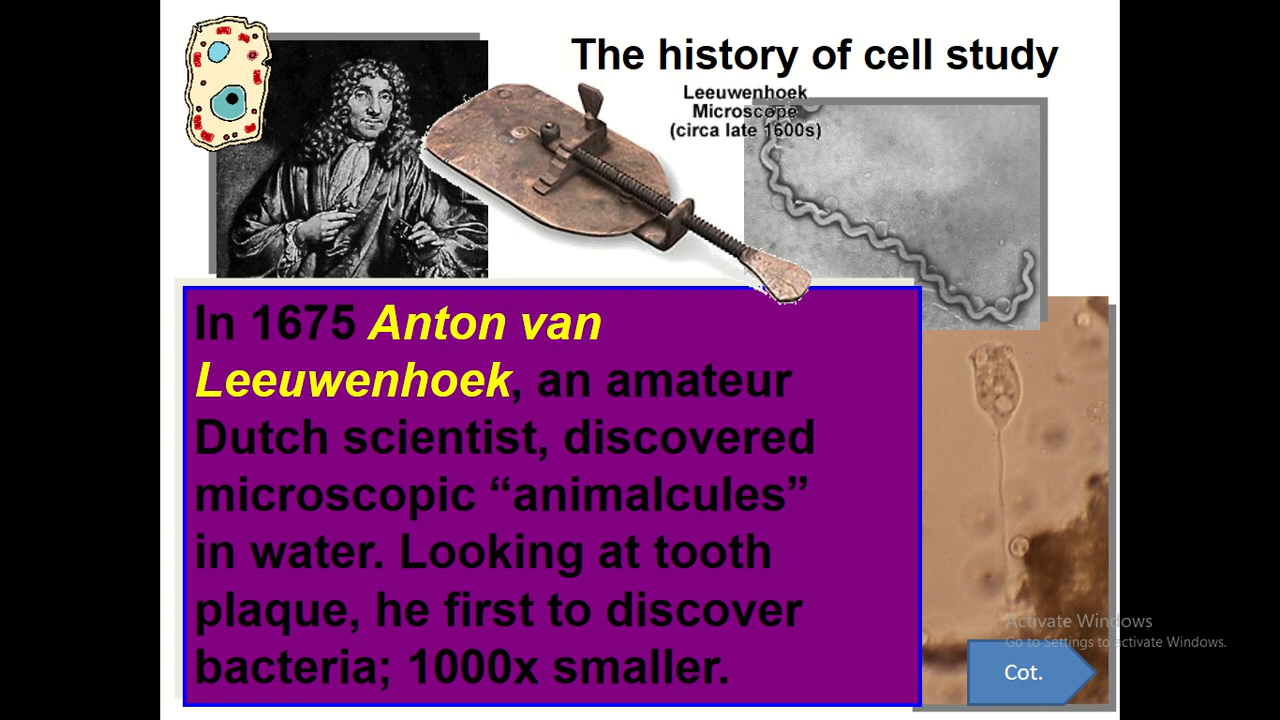 The history of cell study
Leeuwenhoek
Microscope
(circa late 1600s)
In 1675 Anton van
Leeuwenhoek, an amateur
Dutch scientist, discovered
microscopic “animalcules”
in water. Looking at tooth
plaque, he first to discover
bacteria; 1000x smaller.
Activate Windows
Go to Settings to activate Windows.
Cot.